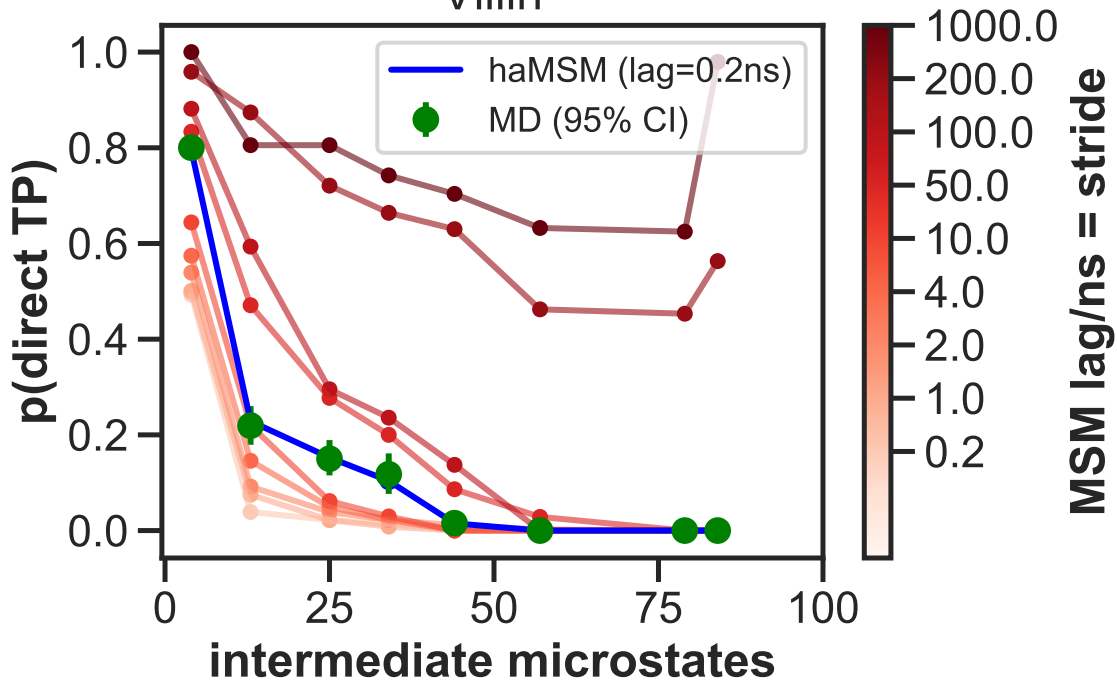 1.0
0.8
0.6
0.4
0.2
0.0
p(direct TP)
haMSM (lag=0.2ns)
MD (95% CI)
0 25 50 75 100
intermediate microstates
1000.0
200.0
100.0
50.0
10.0
4.0
2.0
1.0
0.2
MSM lag/ns = stride